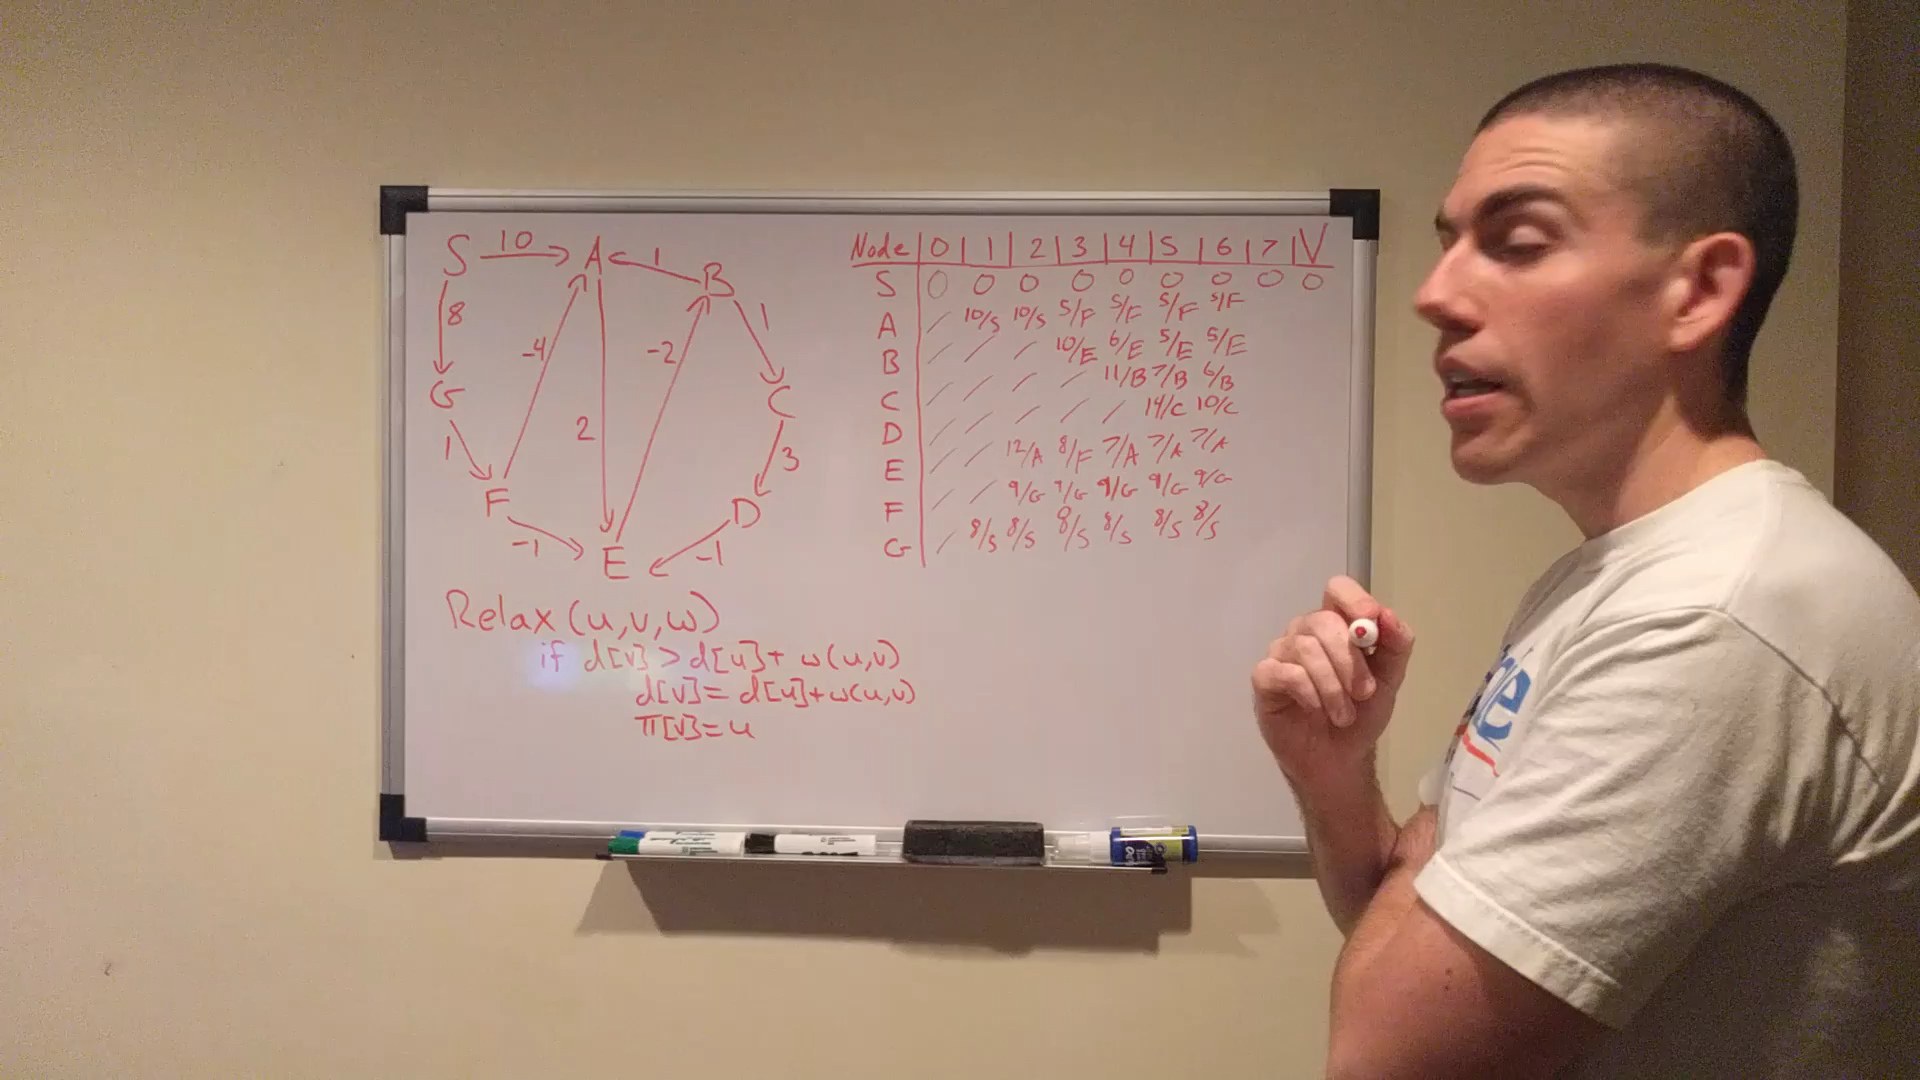 S 10 A 1 B
8 -4 2 -2 1
G C
1 3
F D
-1 E -1
Relax (u,v,w)
if d[v] > d[u] + w(u,v)
d[v] = d[u]+w(u,v)
π[v]=u
Node | 0 | 1 | 2 | 3 | 4 | 5 | 6 | 7 | V
S 0 0 0 0 0 0 0 0 0
A / 10/S 10/S 5/F 5/F 5/F 5/F
B / / / 10/E 6/E 5/E 5/E
C / / / / 11/B 7/B 6/B
D / / / / / 14/C 10/C
E / / 12/A 8/F 7/A 7/A 7/A
F / / 9/G 9/G 9/G 9/G 9/G
G / 8/S 8/S 8/S 8/S 8/S 8/S